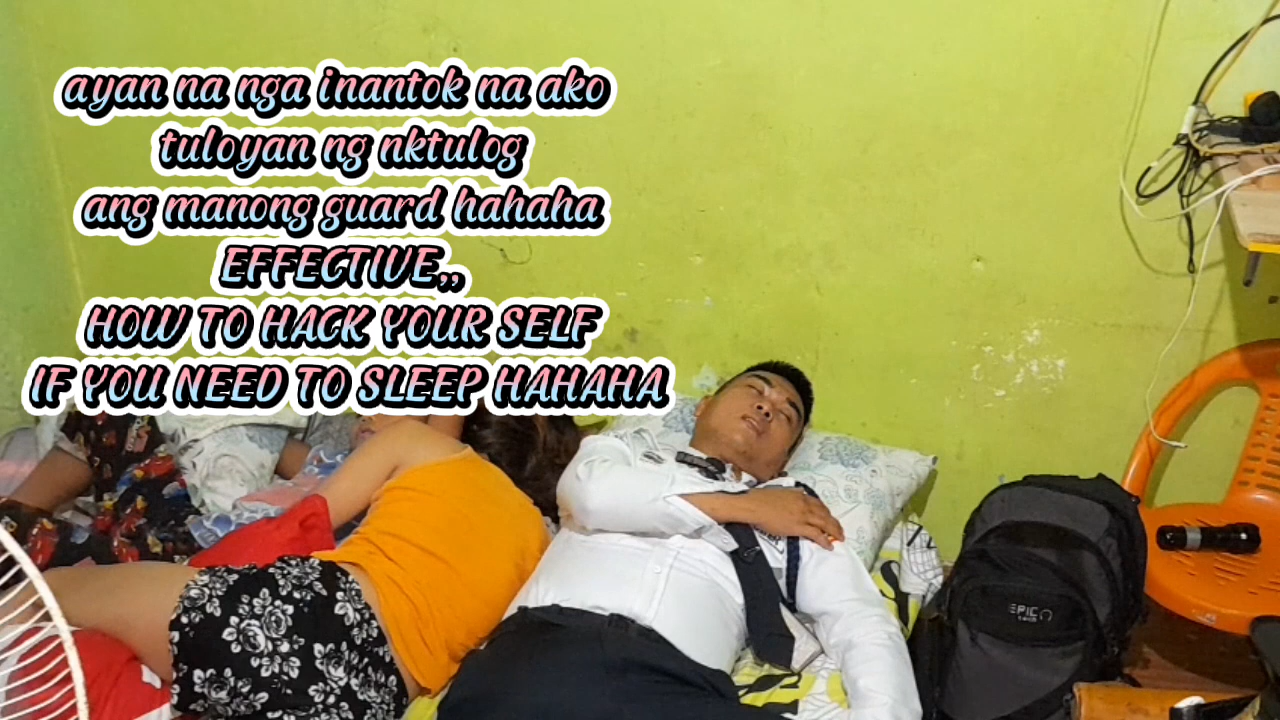 ayan na nga inantok na ako
tuloyan ng nktulog
ang manong guard hahaha
EFFECTIVE,,
HOW TO HACK YOUR SELF
IF YOU NEED TO SLEEP HAHAHA
EPIC